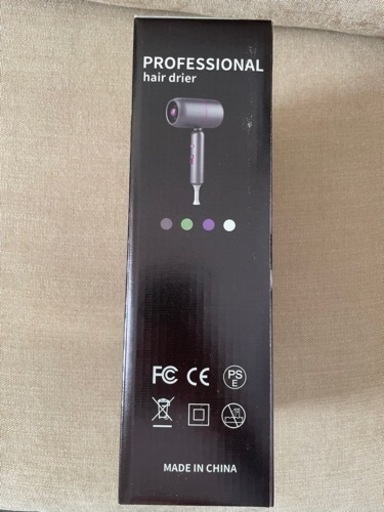 PROFESSIONAL
hair drier
FC CE PS
E
MADE IN CHINA